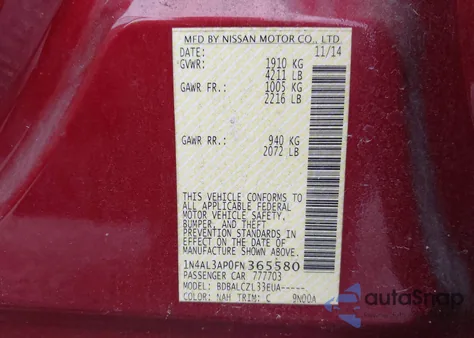 MFD BY NISSAN MOTOR CO., LTD.
DATE: 11/14
GVWR: 1910 KG
4211 LB
GAWR FR.: 1005 KG
2216 LB
GAWR RR.: 940 KG
2072 LB
THIS VEHICLE CONFORMS TO
ALL APPLICABLE FEDERAL
MOTOR VEHICLE SAFETY,
BUMPER, AND THEFT
PREVENTION STANDARDS IN
EFFECT ON THE DATE OF
MANUFACTURE SHOWN ABOVE.
1N4AL3AP0FN365580
PASSENGER CAR 777703
MODEL: BDBALCZL33EUA-----
COLOR: NAH TRIM: C 9N00A
autoSnap